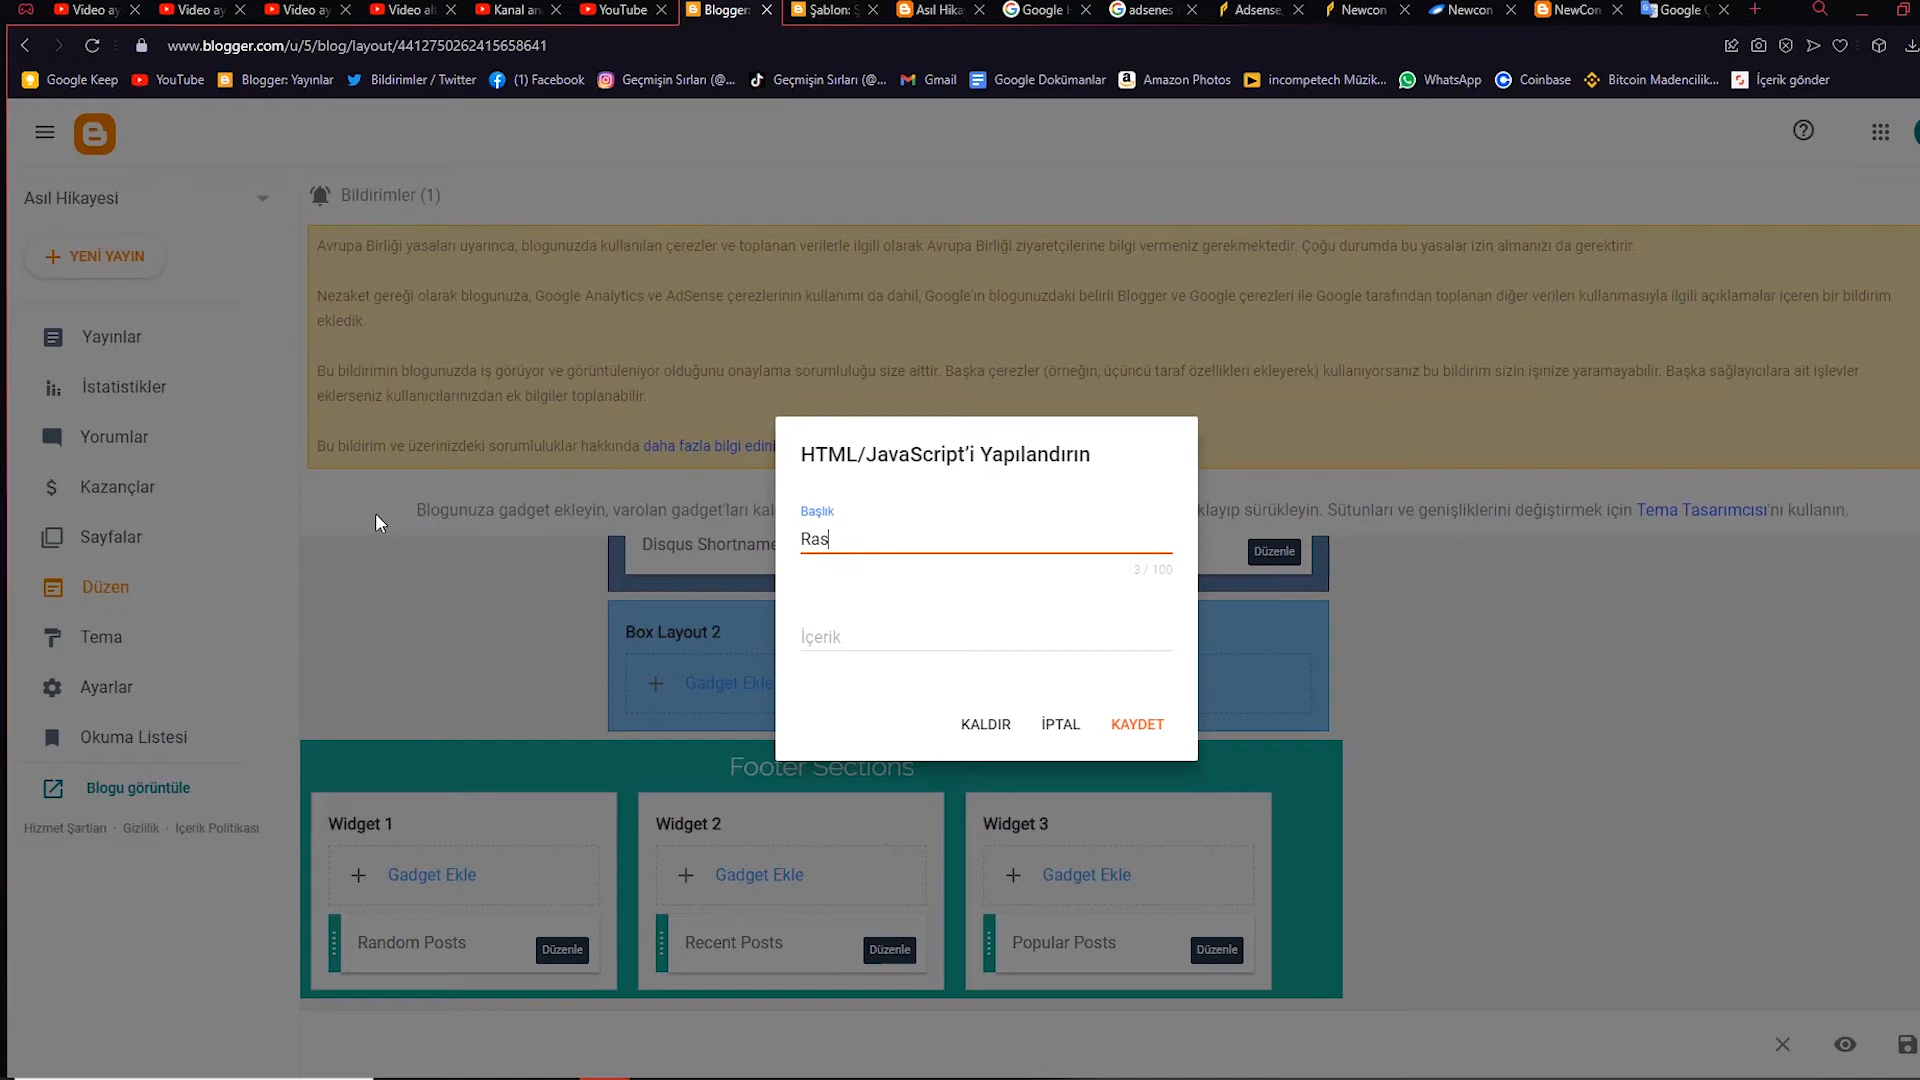 Video ay
Video ay
Video ay
Video alt
Kanal an
YouTube
Blogger:
Şablon: Ş
Asıl Hika
Google H
adsenes
Adsense
Newcon
Newcon
NewCon
Google Ç
www.blogger.com/u/5/blog/layout/4412750262415658641
Google Keep
YouTube
Blogger: Yayınlar
Bildirimler / Twitter
(1) Facebook
Geçmişin Sırları (@...
Geçmişin Sırları (@...
Gmail
Google Dokümanlar
Amazon Photos
incompetech Müzik...
WhatsApp
Coinbase
Bitcoin Madencilik...
İçerik gönder
Asıl Hikayesi
YENİ YAYIN
Yayınlar
İstatistikler
Yorumlar
Kazançlar
Sayfalar
Düzen
Tema
Ayarlar
Okuma Listesi
Blogu görüntüle
Hizmet Şartları · Gizlilik · İçerik Politikası
Bildirimler (1)
Avrupa Birliği yasaları uyarınca, blogunuzda kullanılan çerezler ve toplanan verilerle ilgili olarak Avrupa Birliği ziyaretçilerine bilgi vermeniz gerekmektedir. Çoğu durumda bu yasalar izin almanızı da gerektirir.
Nezaket gereği olarak blogunuza, Google Analytics ve AdSense çerezlerinin kullanımı da dahil, Google'ın blogunuzdaki belirli Blogger ve Google çerezleri ile Google tarafından toplanan diğer verileri kullanmasıyla ilgili açıklamalar içeren bir bildirim
ekledik.
Bu bildirimin blogunuzda iş görüyor ve görüntüleniyor olduğunu onaylama sorumluluğu size aittir. Başka çerezler (örneğin, üçüncü taraf özellikleri ekleyerek) kullanıyorsanız bu bildirim sizin işinize yaramayabilir. Başka sağlayıcılara ait işlevler
eklerseniz kullanıcılarınızdan ek bilgiler toplanabilir.
Bu bildirim ve üzerinizdeki sorumluluklar hakkında daha fazla bilgi edini
Blogunuza gadget ekleyin, varolan gadget'ları kal
klayıp sürükleyin. Sütunları ve genişliklerini değiştirmek için Tema Tasarımcısı'nı kullanın.
Disqus Shortname
Düzenle
Box Layout 2
Gadget Ekle
HTML/JavaScript'i Yapılandırın
Başlık
Ras
3 / 100
İçerik
KALDIR
İPTAL
KAYDET
Footer Sections
Widget 1
Gadget Ekle
Random Posts
Düzenle
Widget 2
Gadget Ekle
Recent Posts
Düzenle
Widget 3
Gadget Ekle
Popular Posts
Düzenle